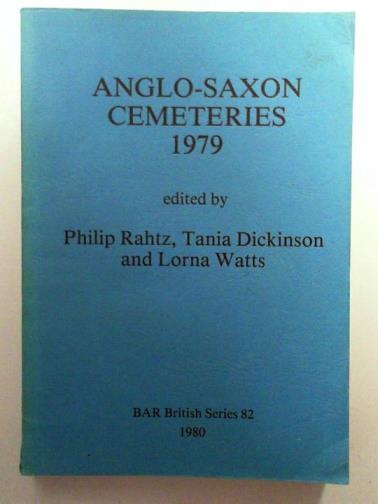 ANGLO-SAXON
CEMETERIES
1979
edited by
Philip Rahtz, Tania Dickinson
and Lorna Watts
BAR British Series 82
1980